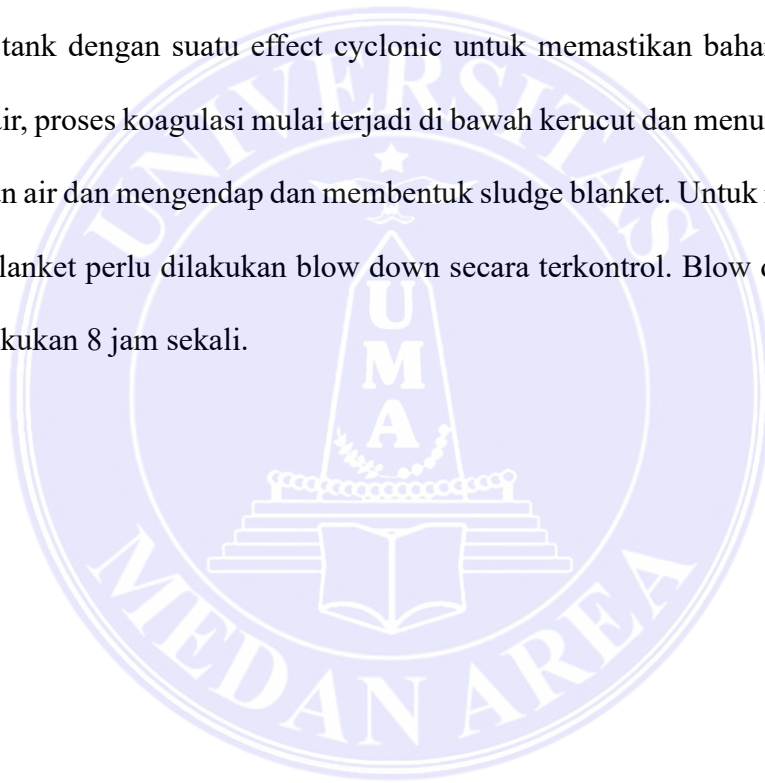 tank dengan suatu effect cyclonic untuk memastikan baha
ir, proses koagulasi mulai terjadi di bawah kerucut dan menu
n air dan mengendap dan membentuk sludge blanket. Untuk
lanket perlu dilakukan blow down secara terkontrol. Blow
kukan 8 jam sekali.
UNIVERSITAS
UMA
MEDAN AREA